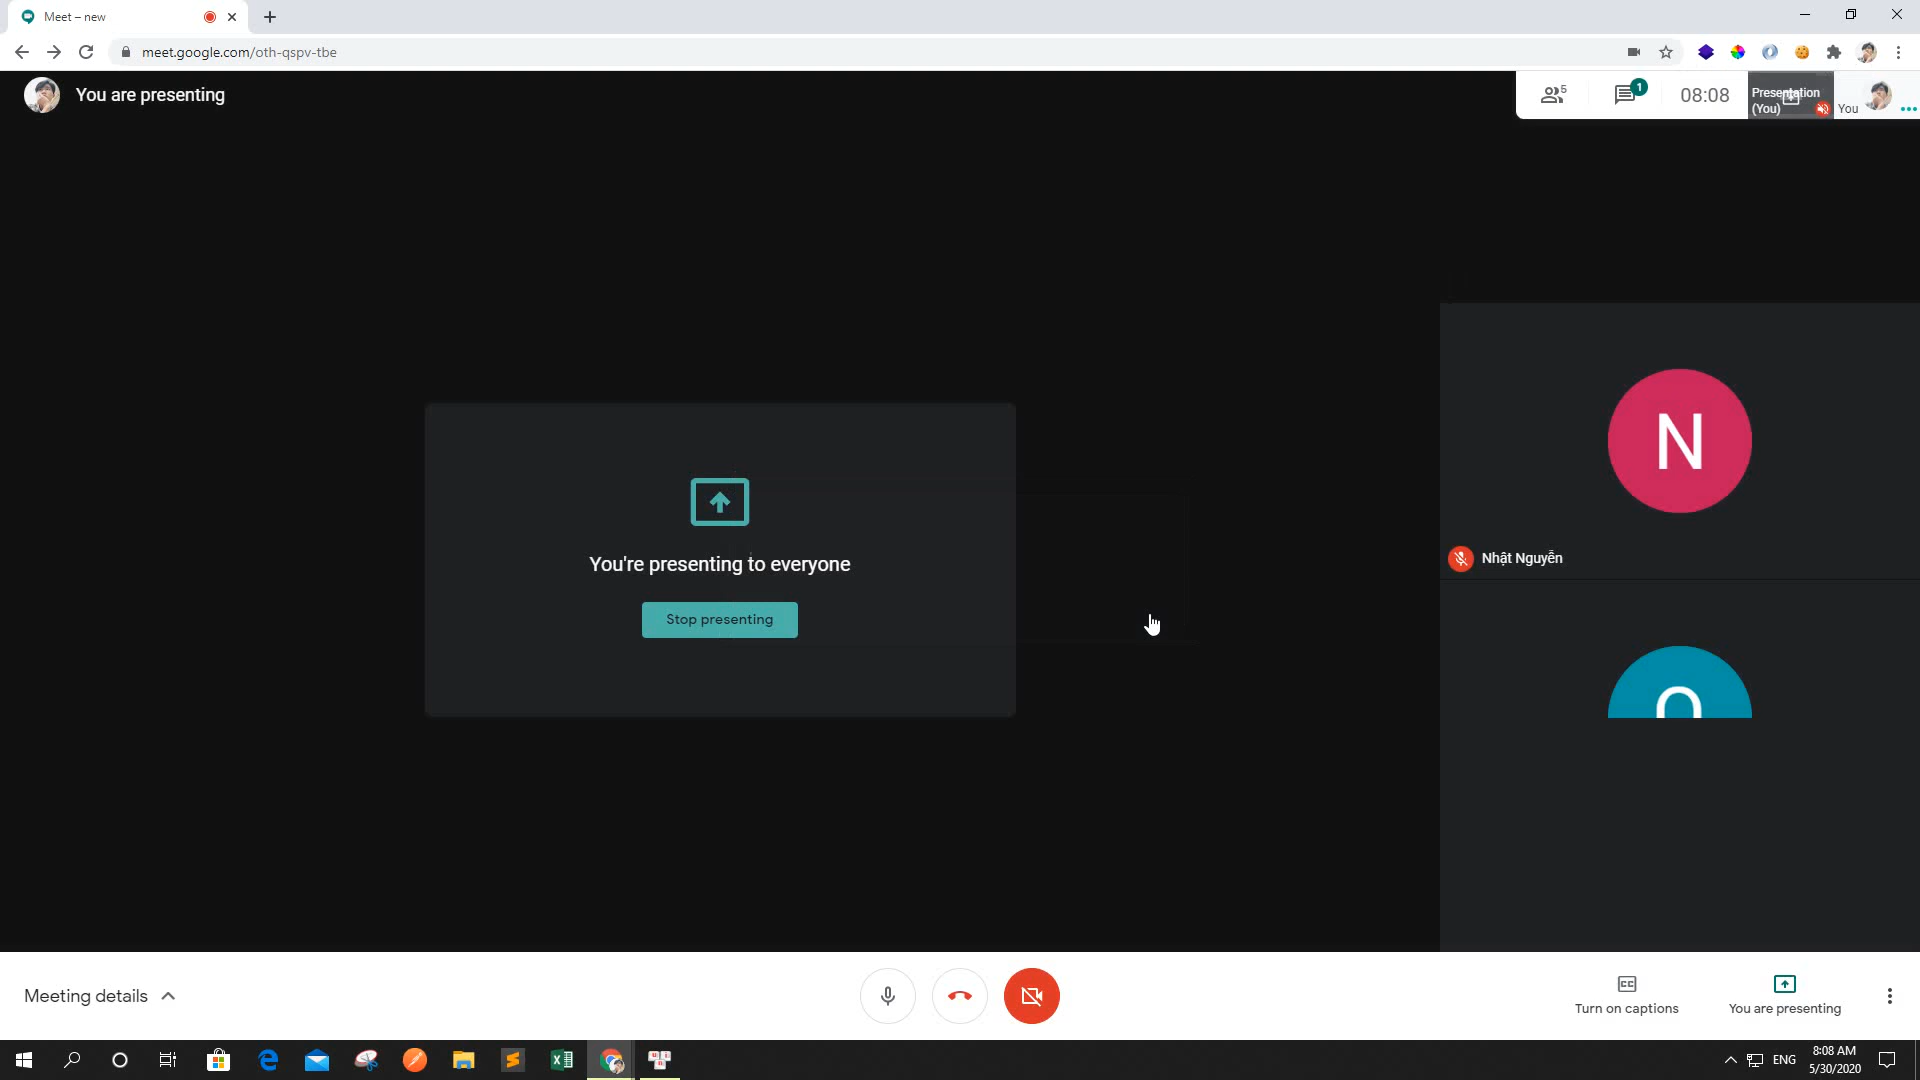 Meet – new
meet.google.com/oth-qspv-tbe
You are presenting
5
1
08:08
Presentation
(You)
You
You're presenting to everyone
Stop presenting
N
Nhật Nguyễn
Meeting details
Turn on captions
You are presenting
ENG
8:08 AM
5/30/2020